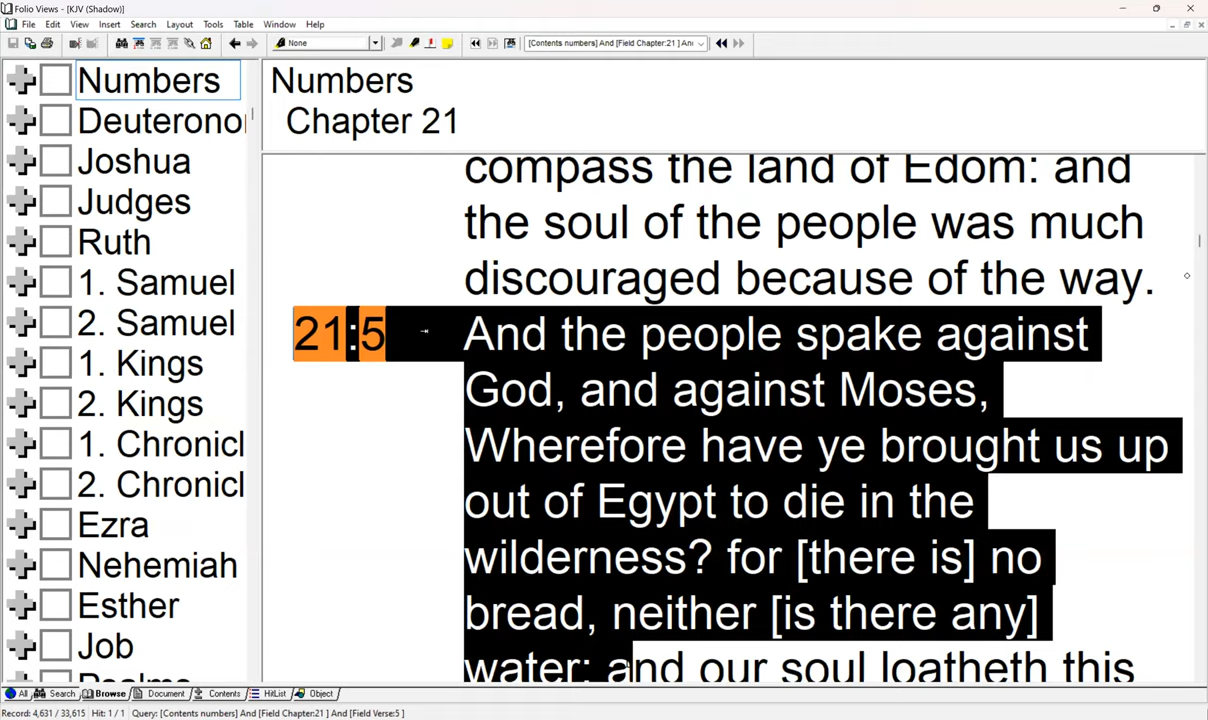 Folio Views - [KJV (Shadow)]
File Edit View Insert Search Layout Tools Table Window Help
None
[Contents numbers] And [Field Chapter:21 ] An
Numbers
Deuterono
Joshua
Judges
Ruth
1. Samuel
2. Samuel
1. Kings
2. Kings
1. Chronicl
2. Chronicl
Ezra
Nehemiah
Esther
Job
Psalms
Numbers
Chapter 21
compass the land of Edom: and
the soul of the people was much
discouraged because of the way.
21:5 And the people spake against
God, and against Moses,
Wherefore have ye brought us up
out of Egypt to die in the
wilderness? for [there is] no
bread, neither [is there any]
water; and our soul loatheth this
All Search Browse Document Contents HitList Object
Record: 4,631 / 33,615 Hit: 1 / 1 Query: [Contents numbers] And [Field Chapter:21 ] And [Field Verse:5 ]